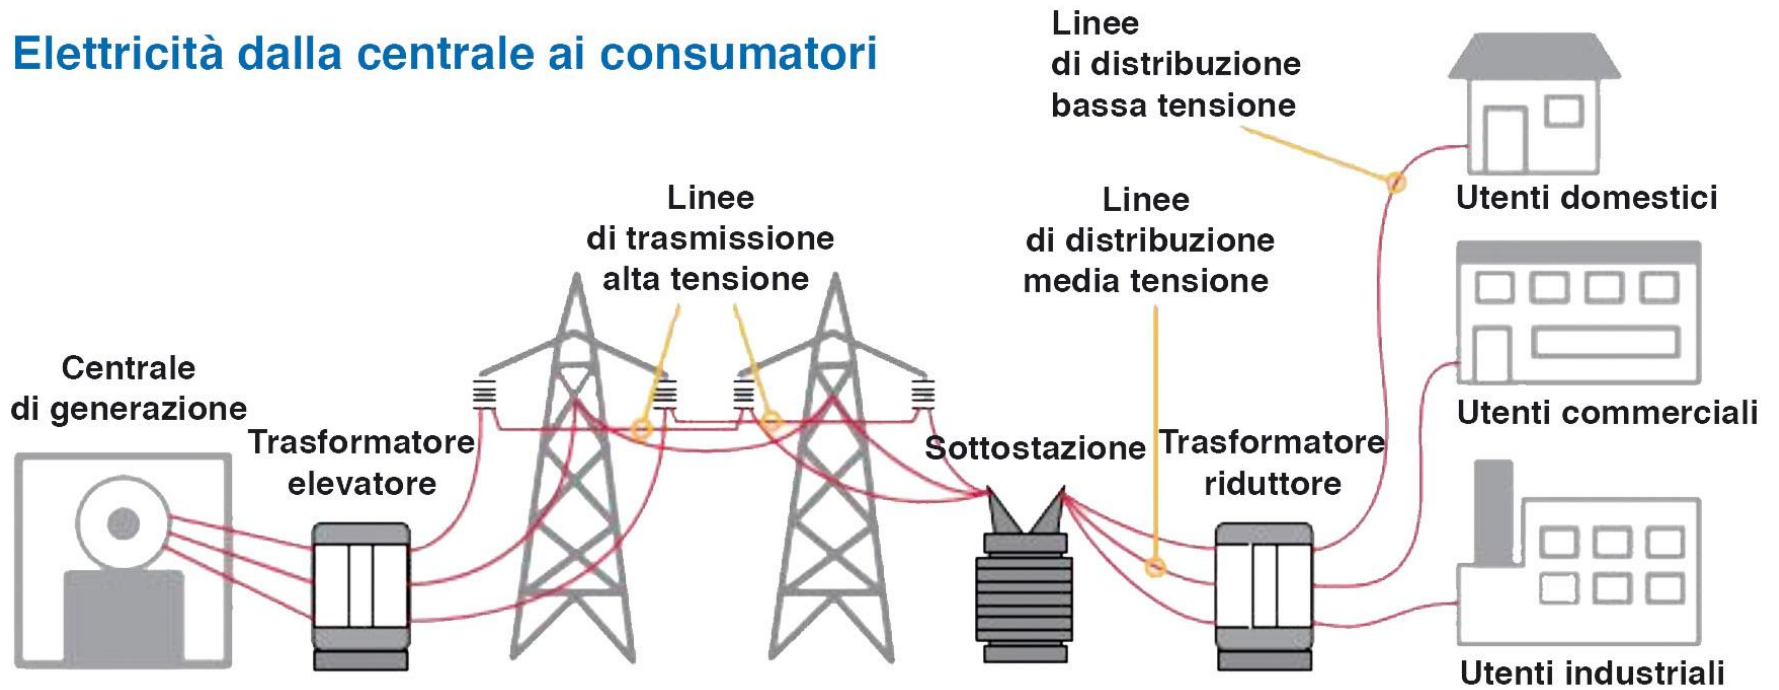 Elettricità dalla centrale ai consumatori
Linee
di distribuzione
bassa tensione
Utenti domestici
Linee
di trasmissione
alta tensione
Linee
di distribuzione
media tensione
Centrale
di generazione
Trasformatore
elevatore
Sottostazione
Trasformatore
riduttore
Utenti commerciali
Utenti industriali